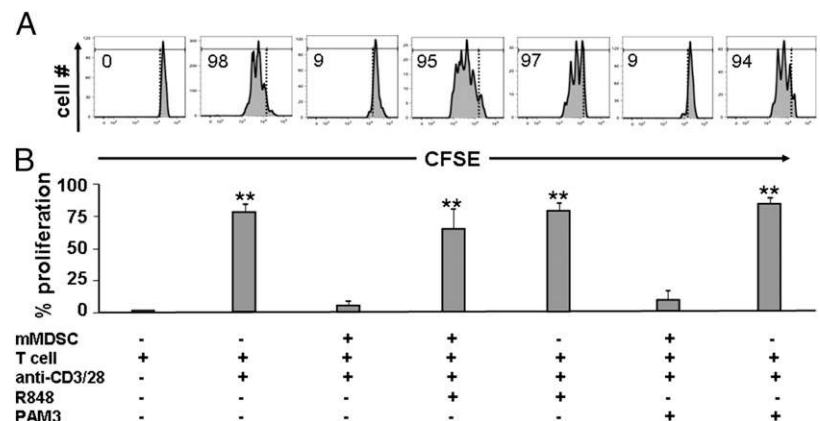 A
cell #
0
98
9
95
97
9
94
CFSE
B
% proliferation
100
75
50
25
0
**
**
**
**
mMDSC - - + + - + -
T cell + + + + + + +
anti-CD3/28 - + + + + + +
R848 - - - + + - -
PAM3 - - - - - + +